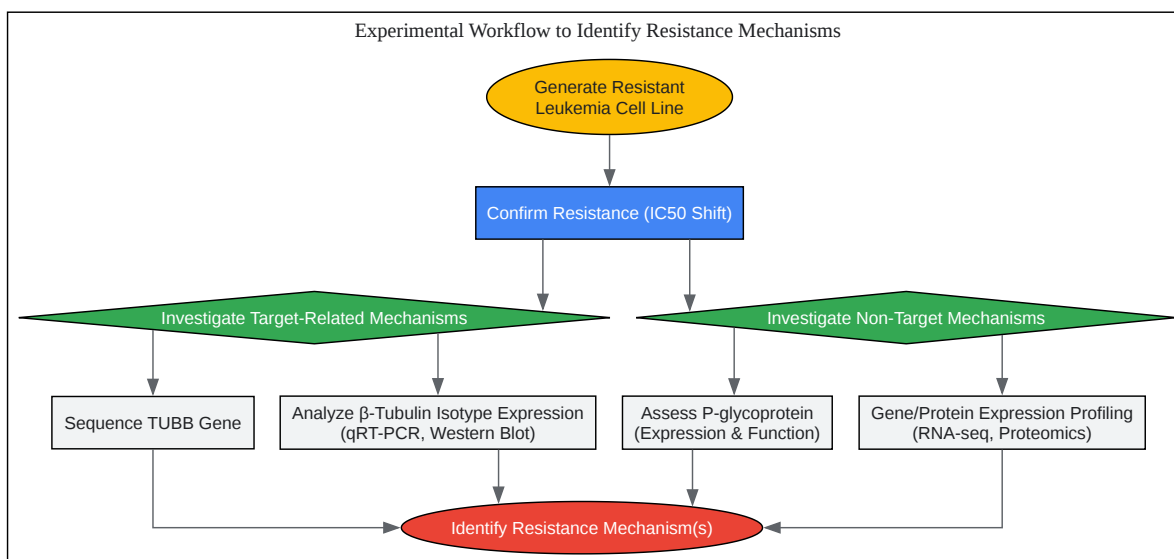 Experimental Workflow to Identify Resistance Mechanisms
Generate Resistant
Leukemia Cell Line
Confirm Resistance (IC50 Shift)
Investigate Target-Related Mechanisms
Investigate Non-Target Mechanisms
Sequence TUBB Gene
Analyze β-Tubulin Isotype Expression
(qRT-PCR, Western Blot)
Assess P-glycoprotein
(Expression & Function)
Gene/Protein Expression Profiling
(RNA-seq, Proteomics)
Identify Resistance Mechanism(s)